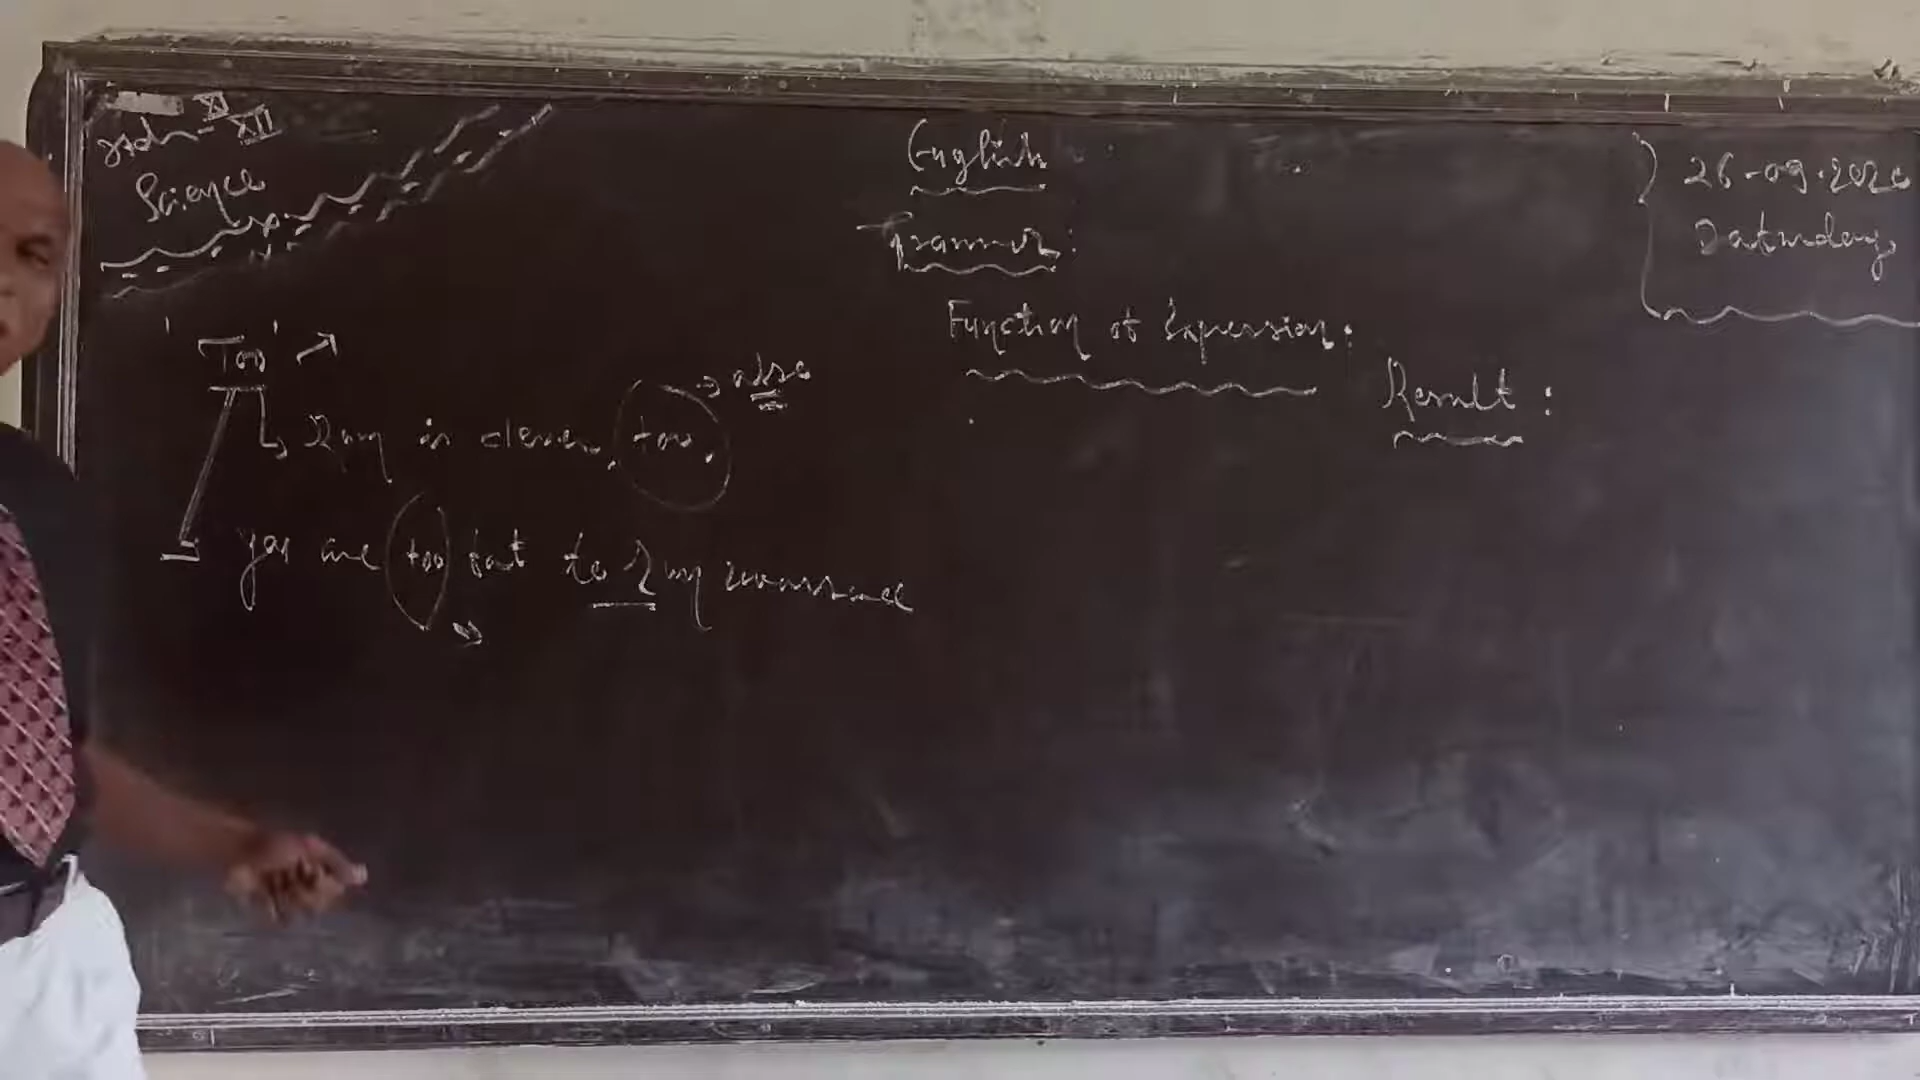 Std - XI
XII
Science
English
Grammar:
26-09-2020
Saturday
Function of Expression:
Result:
'Too' →
Ram is clever, too. → also
You are too fat to run